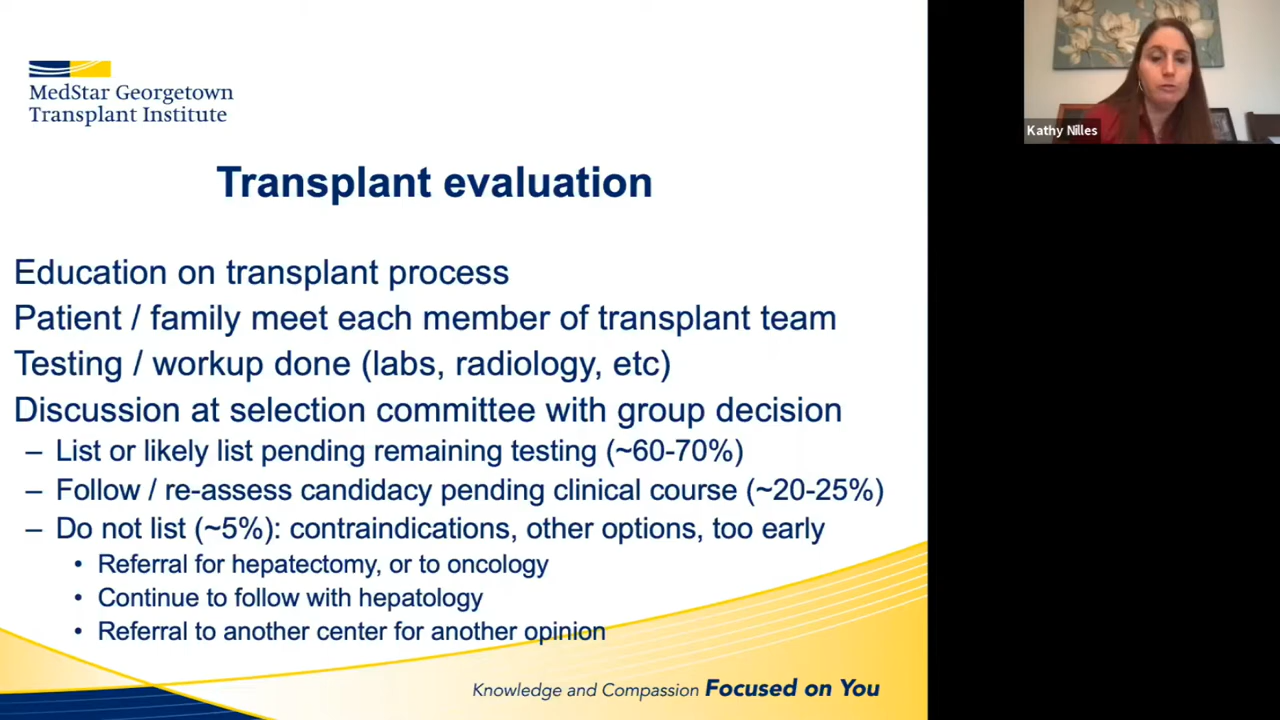 MedStar Georgetown
Transplant Institute
Kathy Nilles
Transplant evaluation
Education on transplant process
Patient / family meet each member of transplant team
Testing / workup done (labs, radiology, etc)
Discussion at selection committee with group decision
– List or likely list pending remaining testing (~60-70%)
– Follow / re-assess candidacy pending clinical course (~20-25%)
– Do not list (~5%): contraindications, other options, too early
• Referral for hepatectomy, or to oncology
• Continue to follow with hepatology
• Referral to another center for another opinion
Knowledge and Compassion Focused on You